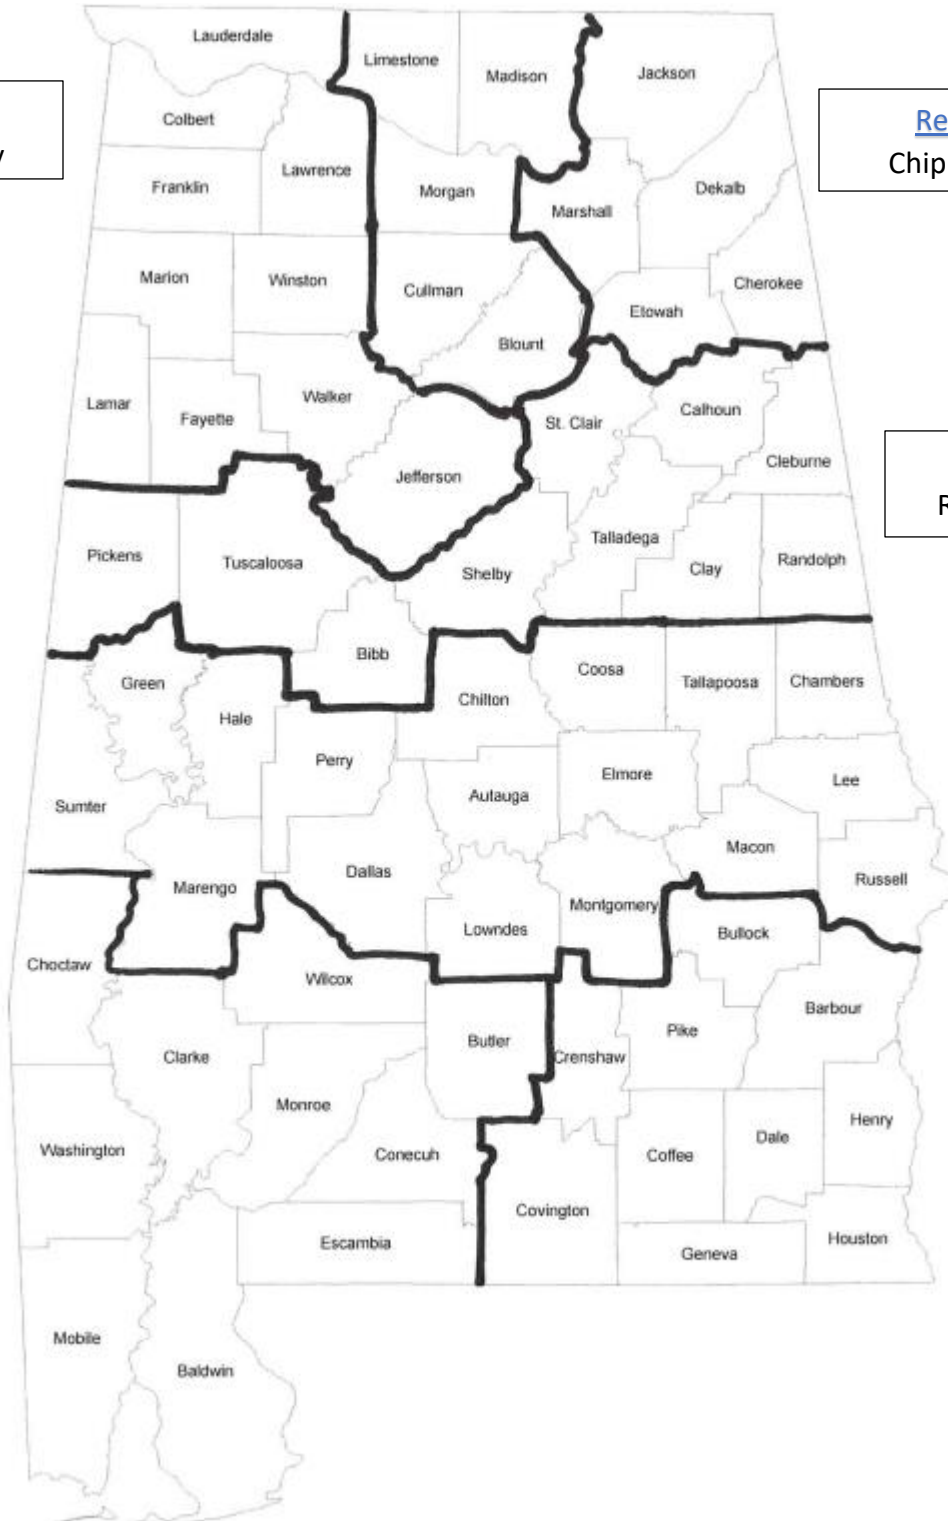 Lauderdale
Limestone
Madison
Jackson
Colbert
Re
Chip
Lawrence
Franklin
Morgan
Dekalb
Marshall
Marion
Winston
Cullman
Cherokee
Etowah
Blount
Walker
Lamar
Fayette
St. Clair
Calhoun
Jefferson
Cleburne
R
Talladega
Pickens
Tuscaloosa
Shelby
Clay
Randolph
Bibb
Green
Coosa
Tallapoosa
Chambers
Hale
Chilton
Perry
Elmore
Lee
Autauga
Sumter
Macon
Dallas
Marengo
Russell
Montgomery
Lowndes
Bullock
Choctaw
Wilcox
Barbour
Pike
Butler
Clarke
Crenshaw
Monroe
Henry
Washington
Conecuh
Coffee
Dale
Covington
Escambia
Geneva
Houston
Mobile
Baldwin